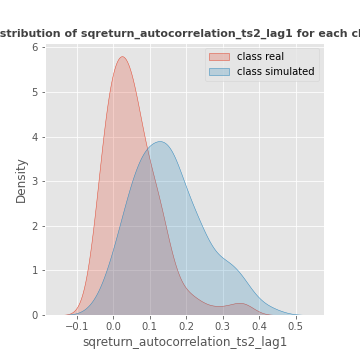 stribution of sqreturn_autocorrelation_ts2_lag1 for each cl
class real
class simulated
6
5
4
3
2
1
0
Density
−0.1 0.0 0.1 0.2 0.3 0.4 0.5
sqreturn_autocorrelation_ts2_lag1